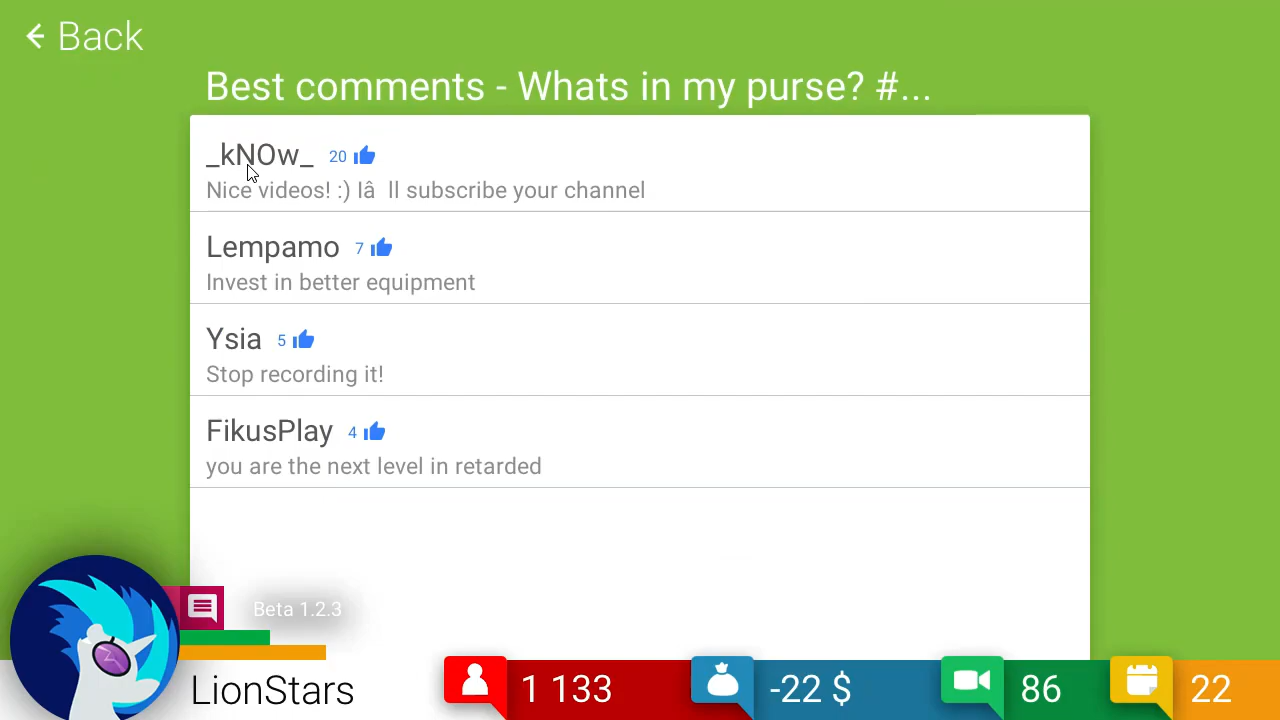 Back
Best comments - Whats in my purse? #...
_kNOw_ 20
Nice videos! :) Iâ ll subscribe your channel
Lempamo 7
Invest in better equipment
Ysia 5
Stop recording it!
FikusPlay 4
you are the next level in retarded
Beta 1.2.3
LionStars
1 133
-22 $
86
22